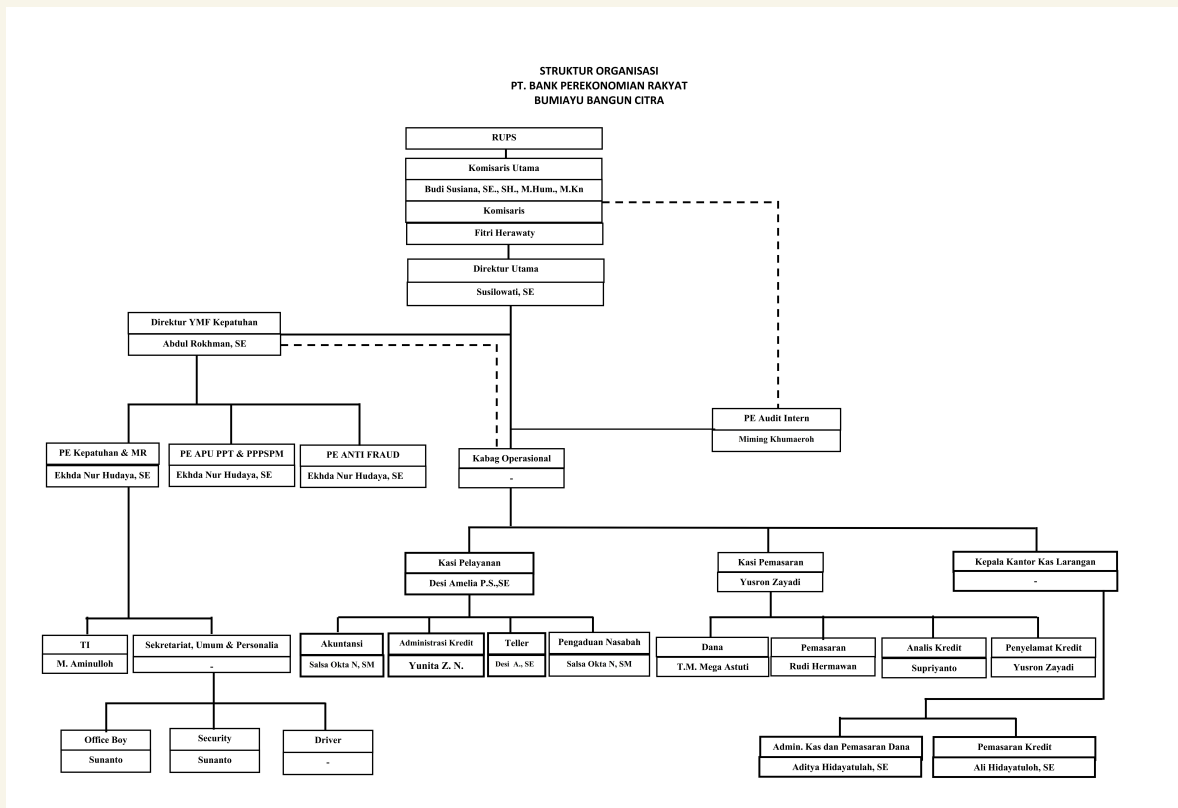 STRUKTUR ORGANISASI
PT. BANK PEREKONOMIAN RAKYAT
BUMIAYU BANGUN CITRA
RUPS
Komisaris Utama
Budi Susiana, SE., SH., M.Hum., M.Kn
Komisaris
Fitri Herawaty
Direktur Utama
Susilowati, SE
Direktur YMF Kepatuhan
Abdul Rokhman, SE
PE Audit Intern
Miming Khumaeroh
PE Kepatuhan & MR
Ekhda Nur Hudaya, SE
PE APU PPT & PPPSPM
Ekhda Nur Hudaya, SE
PE ANTI FRAUD
Ekhda Nur Hudaya, SE
Kabag Operasional
-
Kasi Pelayanan
Desi Amelia P.S.,SE
Kasi Pemasaran
Yusron Zayadi
Kepala Kantor Kas Larangan
-
TI
M. Aminulloh
Sekretariat, Umum & Personalia
-
Akuntansi
Salsa Okta N, SM
Administrasi Kredit
Yunita Z. N.
Teller
Desi A., SE
Pengaduan Nasabah
Salsa Okta N, SM
Dana
T.M. Mega Astuti
Pemasaran
Rudi Hermawan
Analis Kredit
Supriyanto
Penyelamat Kredit
Yusron Zayadi
Office Boy
Sunanto
Security
Sunanto
Driver
-
Admin. Kas dan Pemasaran Dana
Aditya Hidayatulah, SE
Pemasaran Kredit
Ali Hidayatuloh, SE